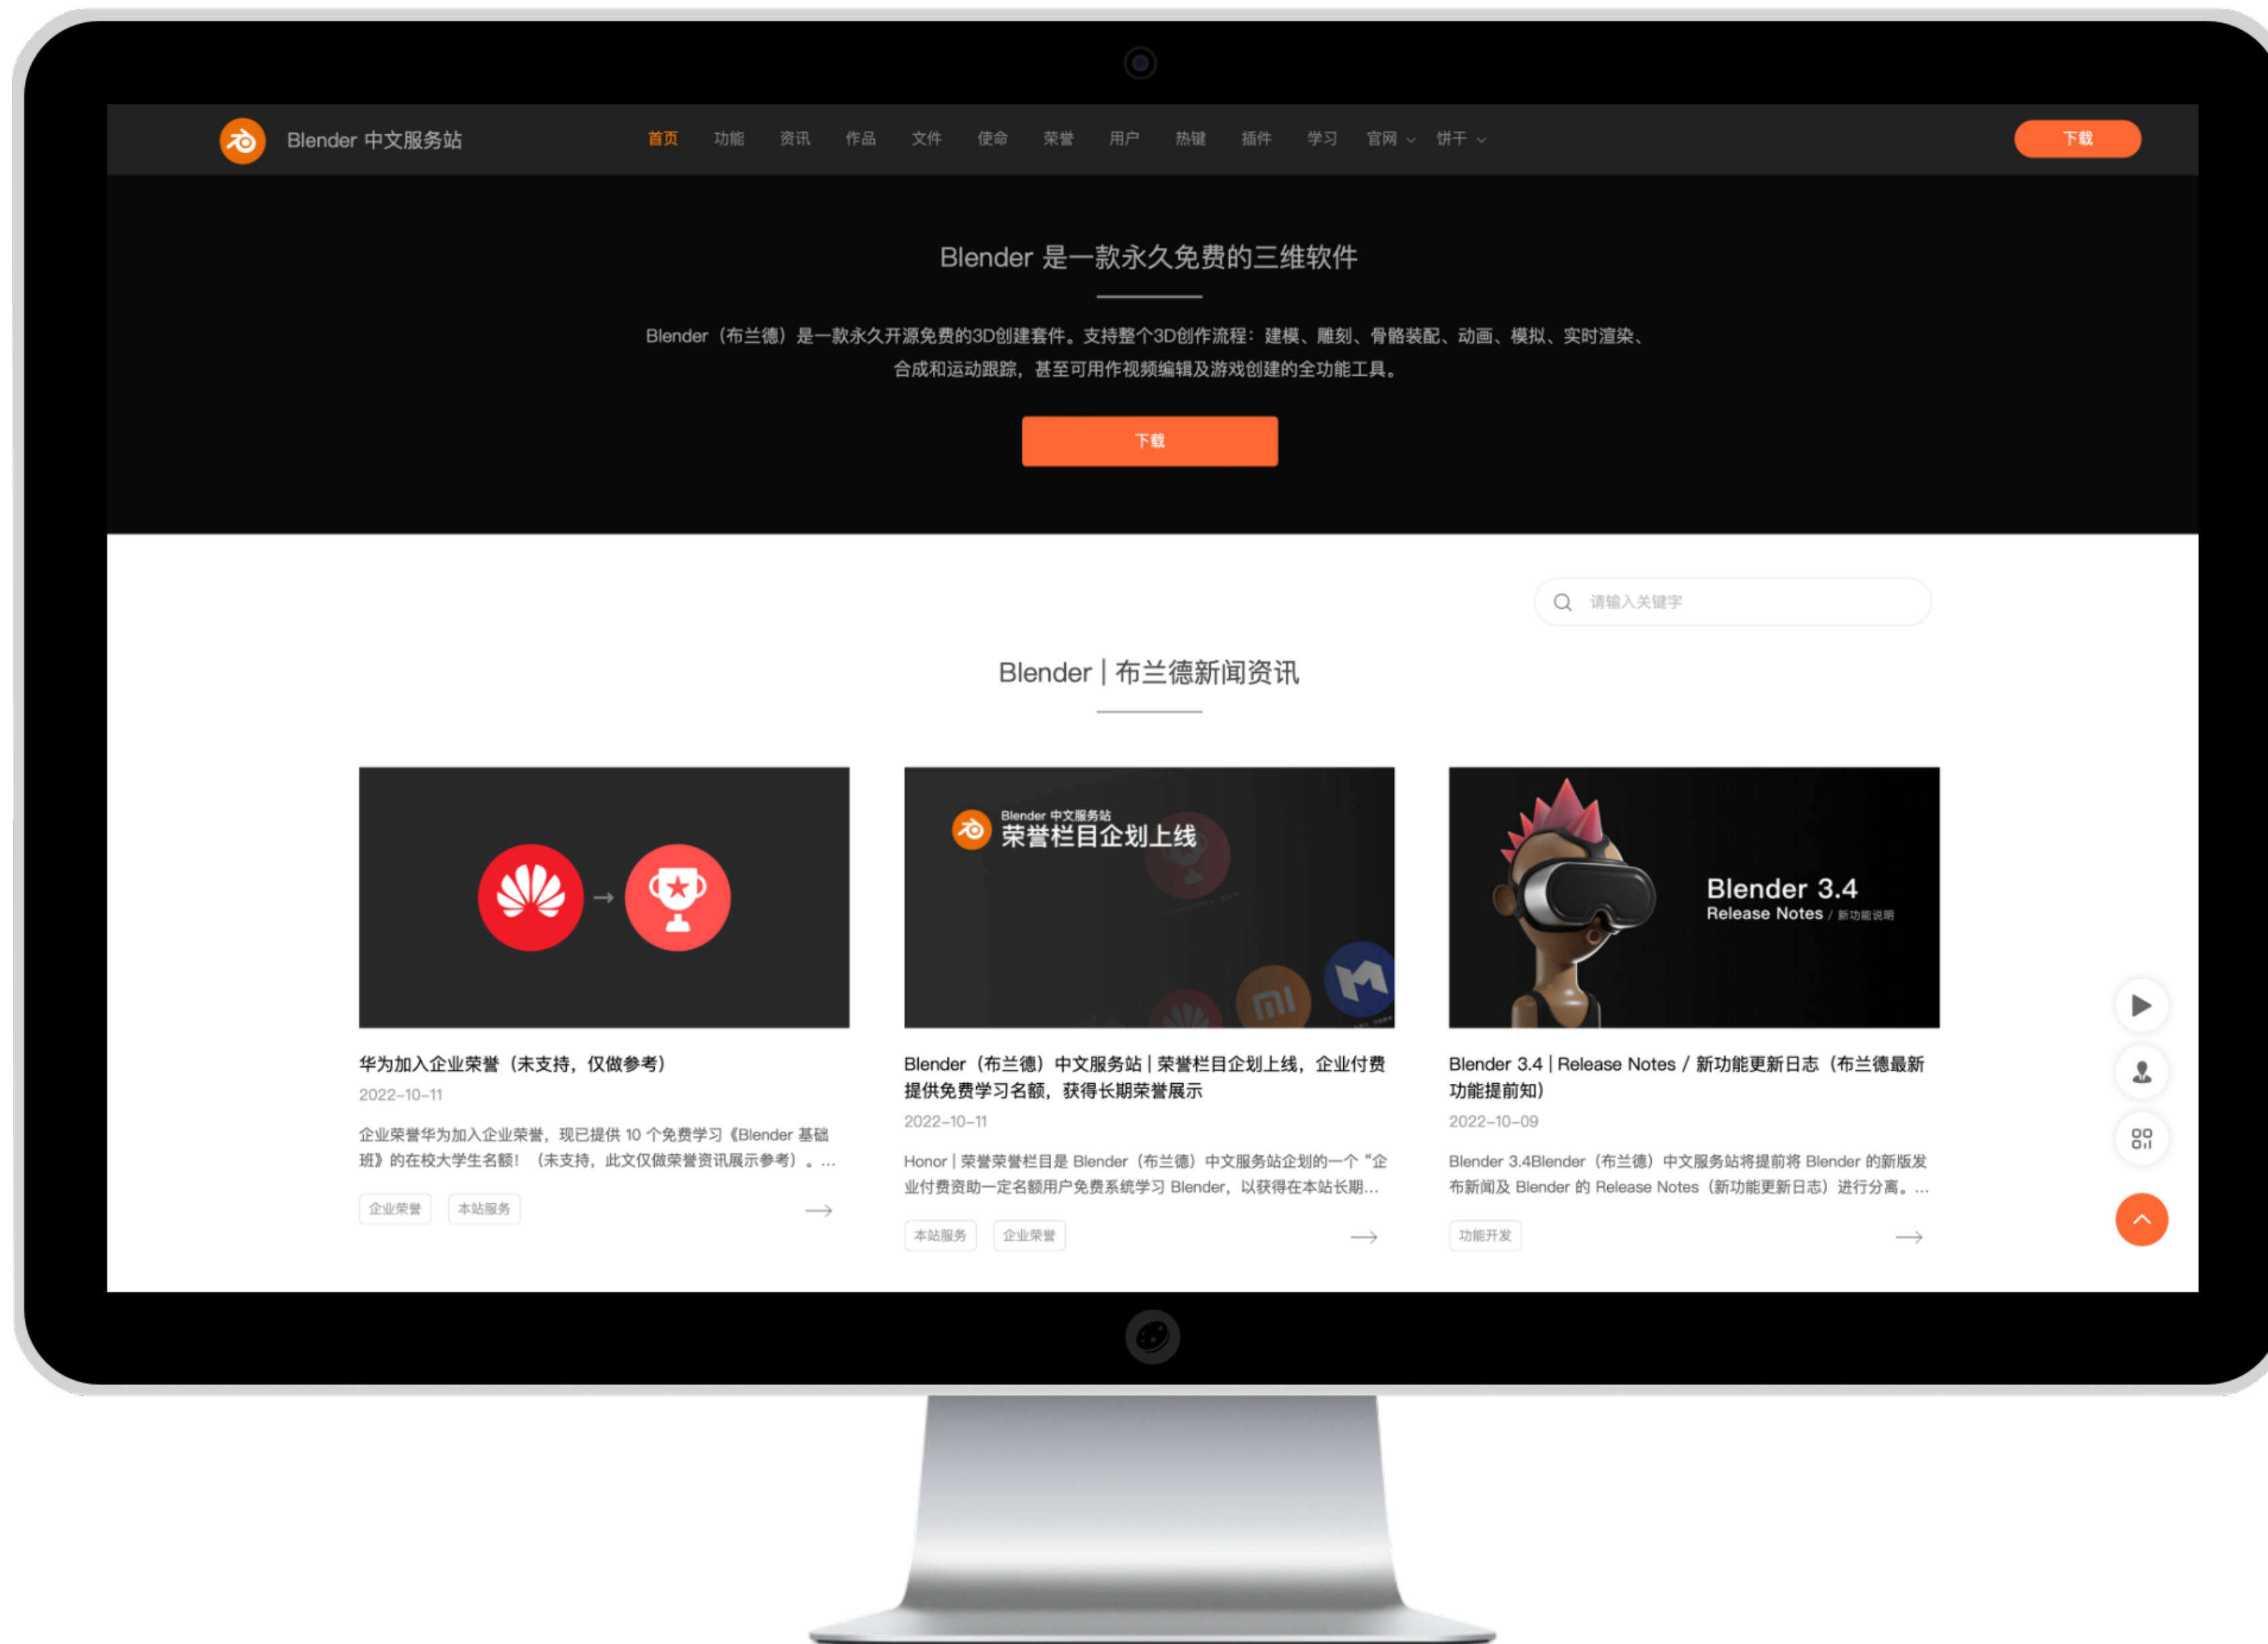 Blender 中文服务站
首页 功能 资讯 作品 文件 使命 荣誉 用户 热键 插件 学习 官网 饼干
下载
Blender 是一款永久免费的三维软件
Blender（布兰德）是一款永久开源免费的3D创建套件。支持整个3D创作流程：建模、雕刻、骨骼装配、动画、模拟、实时渲染、
合成和运动跟踪，甚至可用作视频编辑及游戏创建的全功能工具。
下载
请输入关键字
Blender | 布兰德新闻资讯
Blender 中文服务站
荣誉栏目企划上线
Blender 3.4
Release Notes / 新功能说明
华为加入企业荣誉（未支持，仅做参考）
2022-10-11
企业荣誉华为加入企业荣誉，现已提供 10 个免费学习《Blender 基础
班》的在校大学生名额！（未支持，此文仅做荣誉资讯展示参考）。...
企业荣誉 本站服务
Blender（布兰德）中文服务站 | 荣誉栏目企划上线，企业付费
提供免费学习名额，获得长期荣誉展示
2022-10-11
Honor | 荣誉荣誉栏目是 Blender（布兰德）中文服务站企划的一个“企
业付费资助一定名额用户免费系统学习 Blender，以获得在本站长期...
本站服务 企业荣誉
Blender 3.4 | Release Notes / 新功能更新日志（布兰德最新
功能提前知）
2022-10-09
Blender 3.4Blender（布兰德）中文服务站将提前将 Blender 的新版发
布新闻及 Blender 的 Release Notes（新功能更新日志）进行分离。...
功能开发